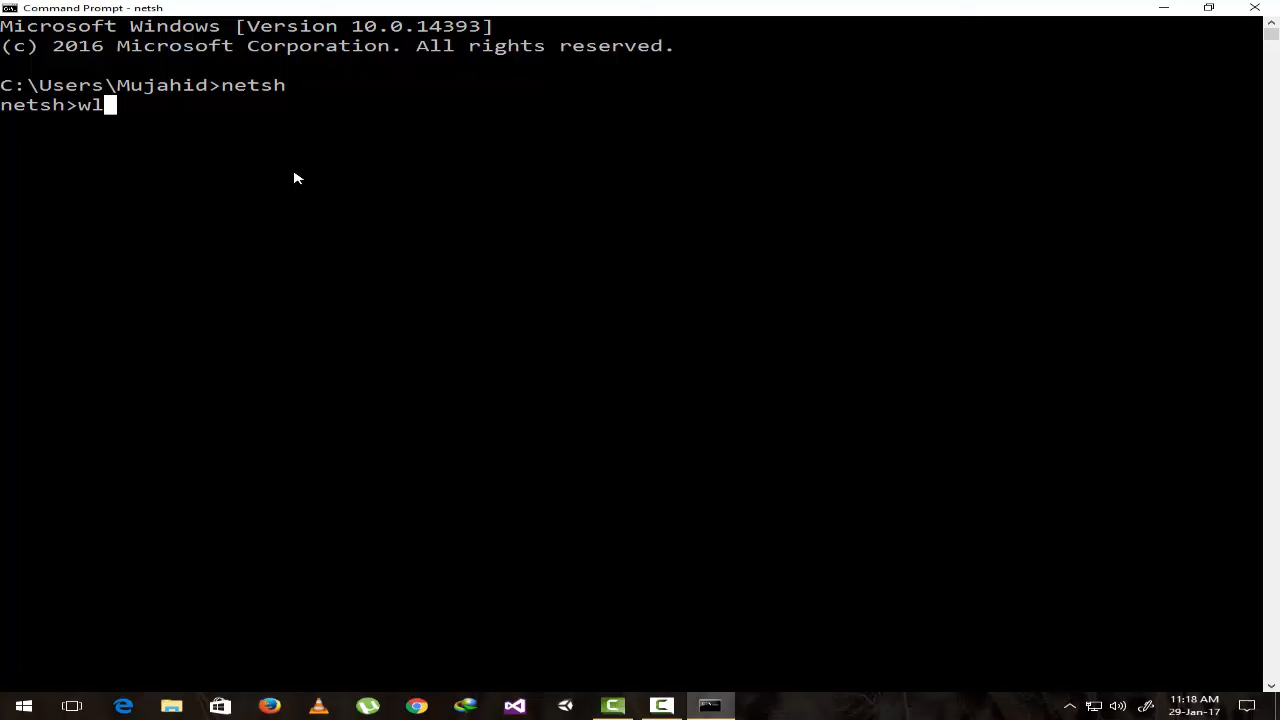 Command Prompt - netsh
Microsoft Windows [Version 10.0.14393]
(c) 2016 Microsoft Corporation. All rights reserved.
C:\Users\Mujahid>netsh
netsh>wl
11:18 AM
29-Jan-17